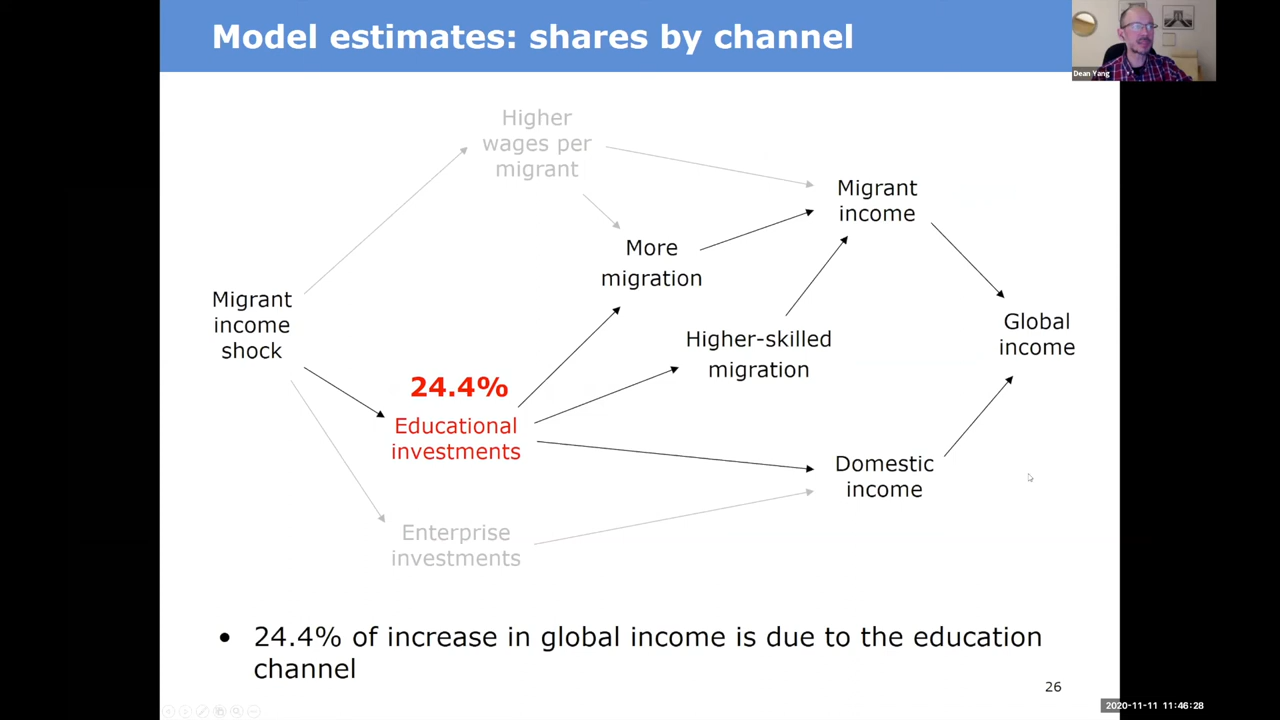 Model estimates: shares by channel
Dean Yang
Higher
wages per
migrant
Migrant
income
More
migration
Migrant
income
shock
Global
income
Higher-skilled
migration
24.4%
Educational
investments
Domestic
income
Enterprise
investments
• 24.4% of increase in global income is due to the education
channel
26
2020-11-11 11:46:28